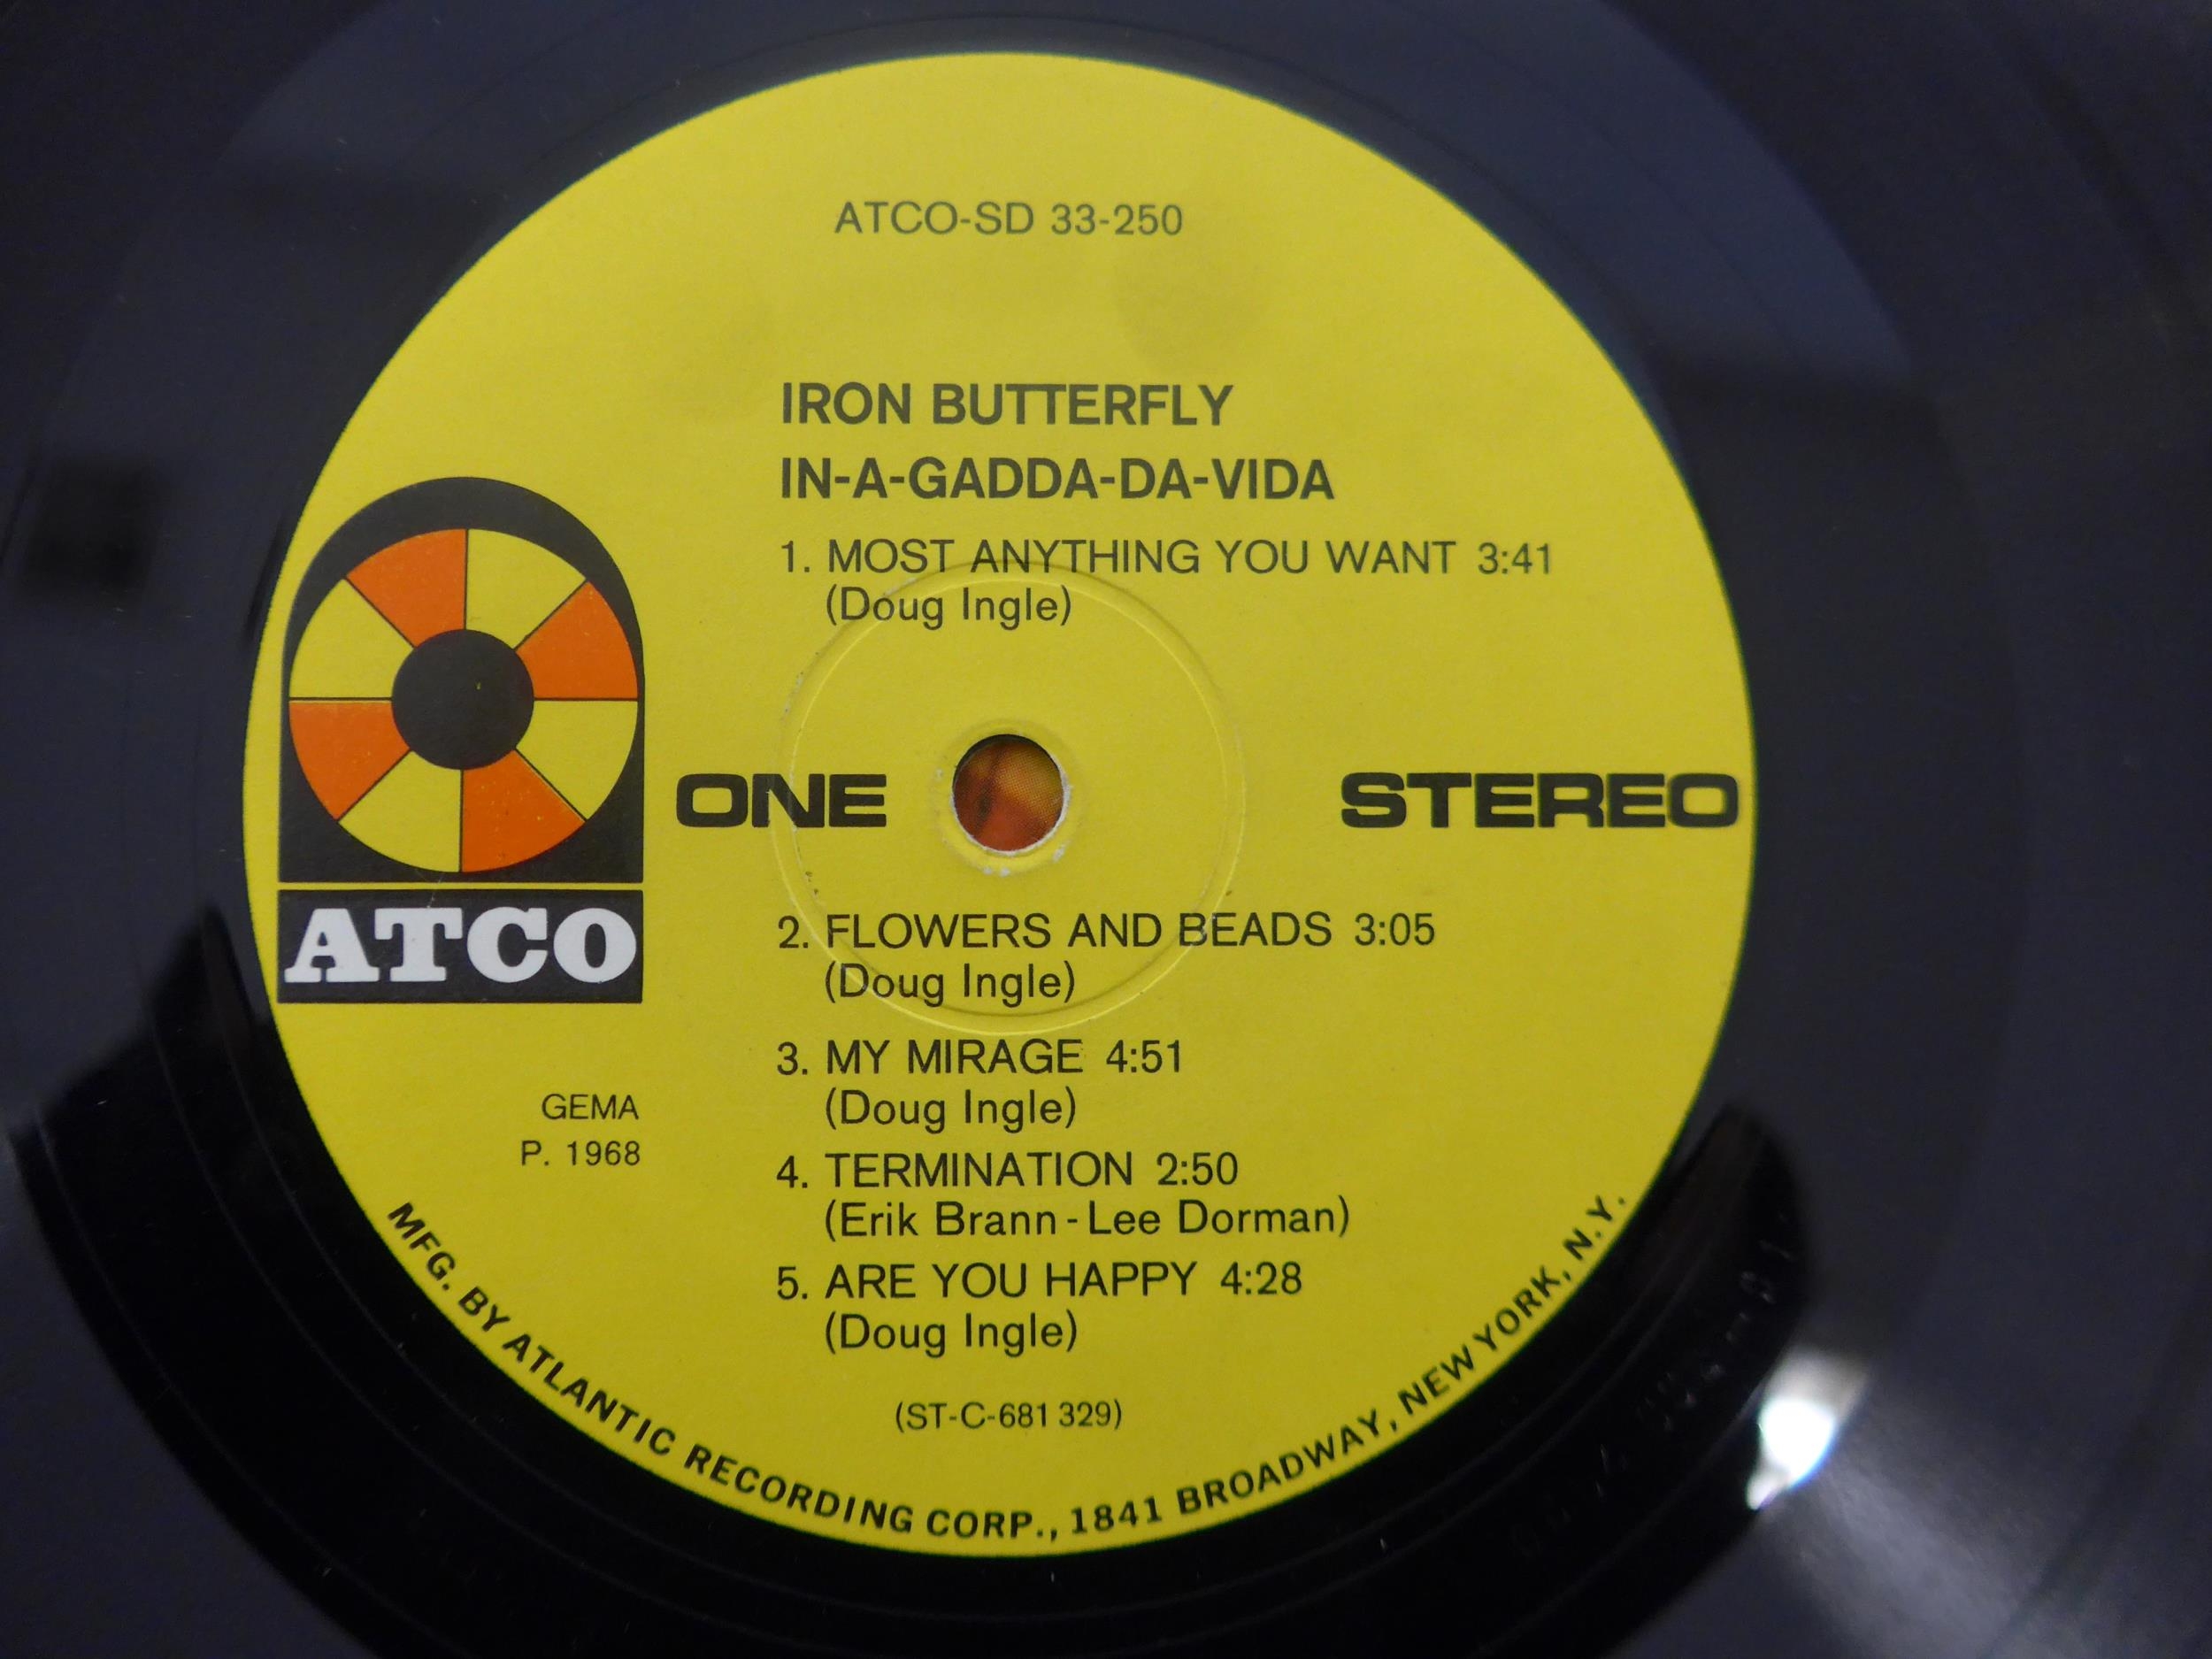 ATCO-SD 33-250
IRON BUTTERFLY
IN-A-GADDA-DA-VIDA
1. MOST ANYTHING YOU WANT 3:41
(Doug Ingle)
ONE
STEREO
ATCO
2. FLOWERS AND BEADS 3:05
(Doug Ingle)
3. MY MIRAGE 4:51
(Doug Ingle)
GEMA
P. 1968
4. TERMINATION 2:50
(Erik Brann - Lee Dorman)
5. ARE YOU HAPPY 4:28
(Doug Ingle)
(ST-C-681 329)
MFG. BY ATLANTIC RECORDING CORP., 1841 BROADWAY, NEW YORK, N.Y.